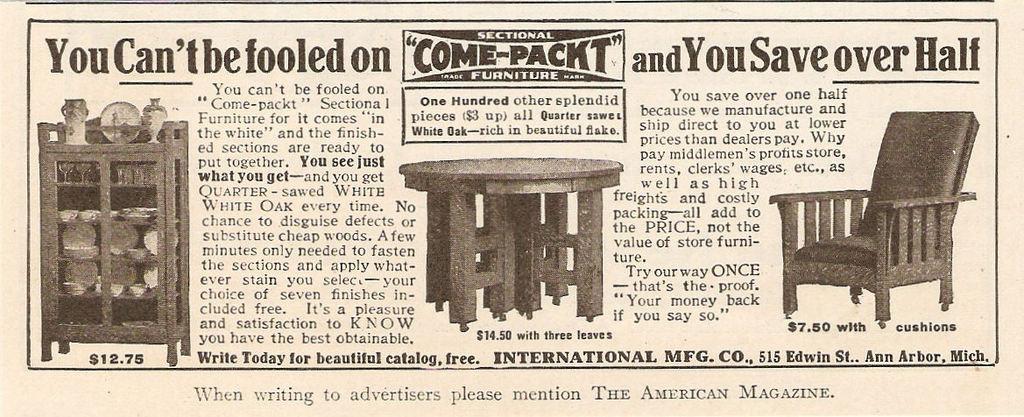 You Can't be fooled on
SECTIONAL
"COME-PACKT"
TRADE FURNITURE MARK
and You Save over Half
You can't be fooled on
"Come-packt" Sectional
Furniture for it comes "in
the white" and the finish-
ed sections are ready to
put together. You see just
what you get—and you get
QUARTER-sawed WHITE
WHITE OAK every time. No
chance to disguise defects or
substitute cheap woods. A few
minutes only needed to fasten
the sections and apply what-
ever stain you select—your
choice of seven finishes in-
cluded free. It's a pleasure
and satisfaction to KNOW
you have the best obtainable.
One Hundred other splendid
pieces ($3 up) all Quarter sawed
White Oak—rich in beautiful flake.
You save over one half
because we manufacture and
ship direct to you at lower
prices than dealers pay. Why
pay middlemen's profits store,
rents, clerks' wages, etc., as
well as high
freights and costly
packing—all add to
the PRICE, not the
value of store furni-
ture.
Try our way ONCE
—that's the proof.
"Your money back
if you say so."
$12.75
$14.50 with three leaves
$7.50 with cushions
Write Today for beautiful catalog, free. INTERNATIONAL MFG. CO., 515 Edwin St.. Ann Arbor, Mich.
When writing to advertisers please mention THE AMERICAN MAGAZINE.